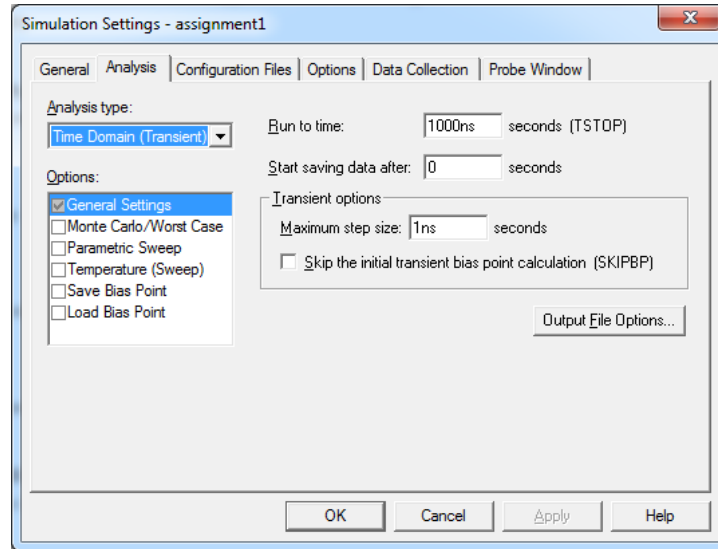 Simulation Settings - assignment1
General Analysis Configuration Files Options Data Collection Probe Window
Analysis type:
Time Domain (Transient)
Options:
General Settings
Monte Carlo/Worst Case
Parametric Sweep
Temperature (Sweep)
Save Bias Point
Load Bias Point
Run to time: 1000ns seconds (TSTOP)
Start saving data after: 0 seconds
Transient options
Maximum step size: 1ns seconds
Skip the initial transient bias point calculation (SKIPBP)
Output File Options...
OK Cancel Apply Help